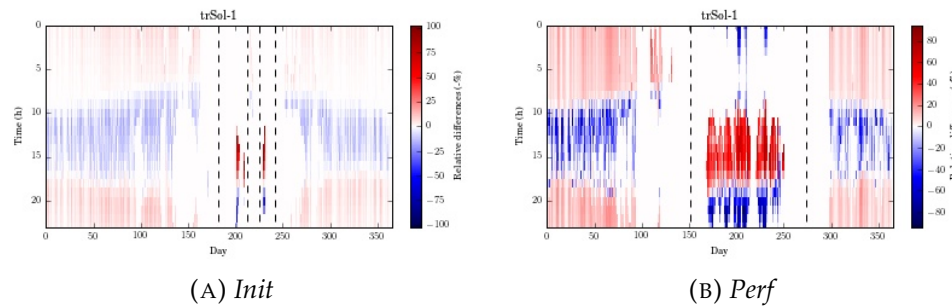 trSol-1
0
5
10
15
20
Time (h)
0 50 100 150 200 250 300 350
Day
100
75
50
25
0
−25
−50
−75
−100
Relative differences (-%)
(A) Init
trSol-1
0
5
10
15
20
Time (h)
0 50 100 150 200 250 300 350
Day
80
60
40
20
0
−20
−40
−60
−80
(B) Perf